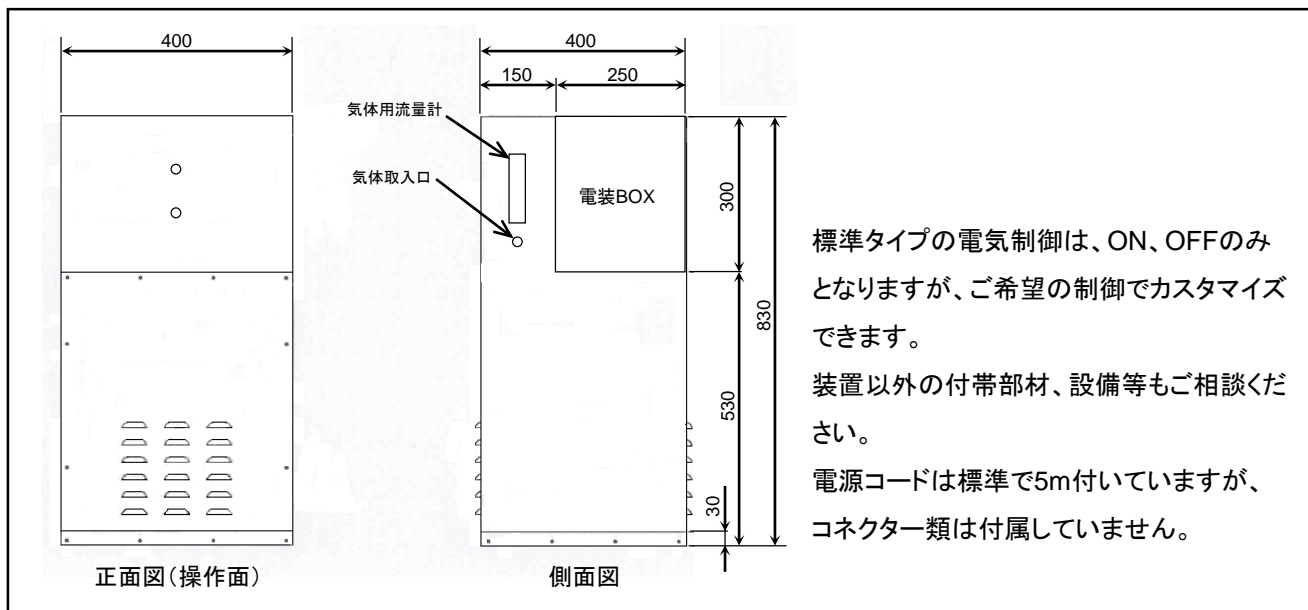 400
400
150
250
気体用流量計
気体取入口
電装BOX
300
830
530
30
標準タイプの電気制御は、ON、OFFのみ
となりますが、ご希望の制御でカスタマイズ
できます。
装置以外の付帯部材、設備等もご相談くだ
さい。
電源コードは標準で5m付いていますが、
コネクター類は付属していません。
正面図(操作面)
側面図